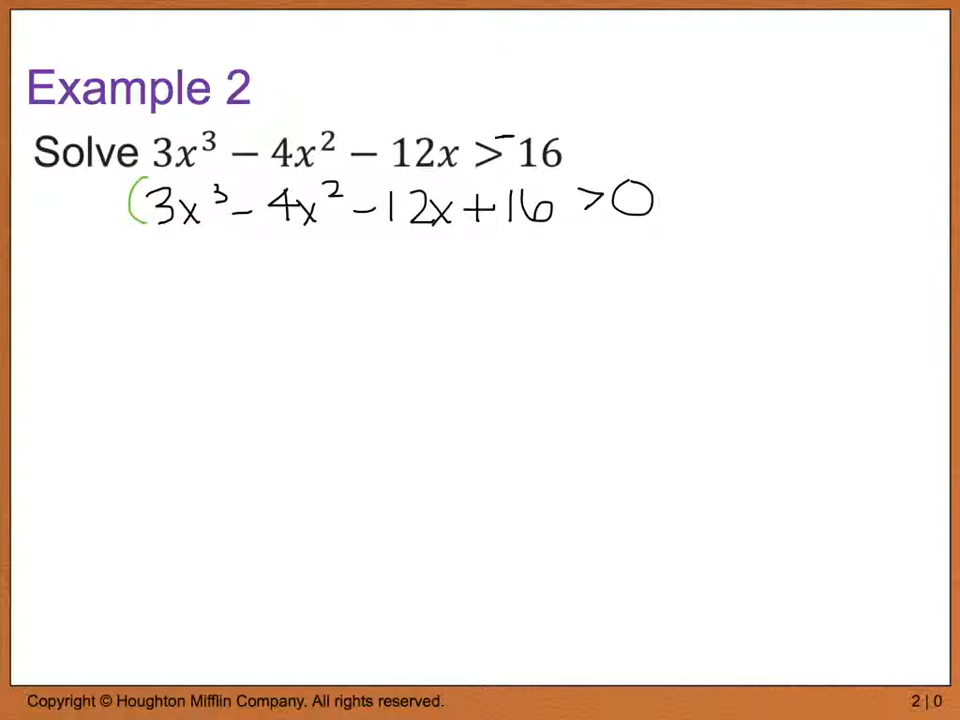 Example 2
Solve 3x³ − 4x² − 12x > ⁻16
(3x³ − 4x² − 12x + 16 > 0
Copyright © Houghton Mifflin Company. All rights reserved.
2 | 0